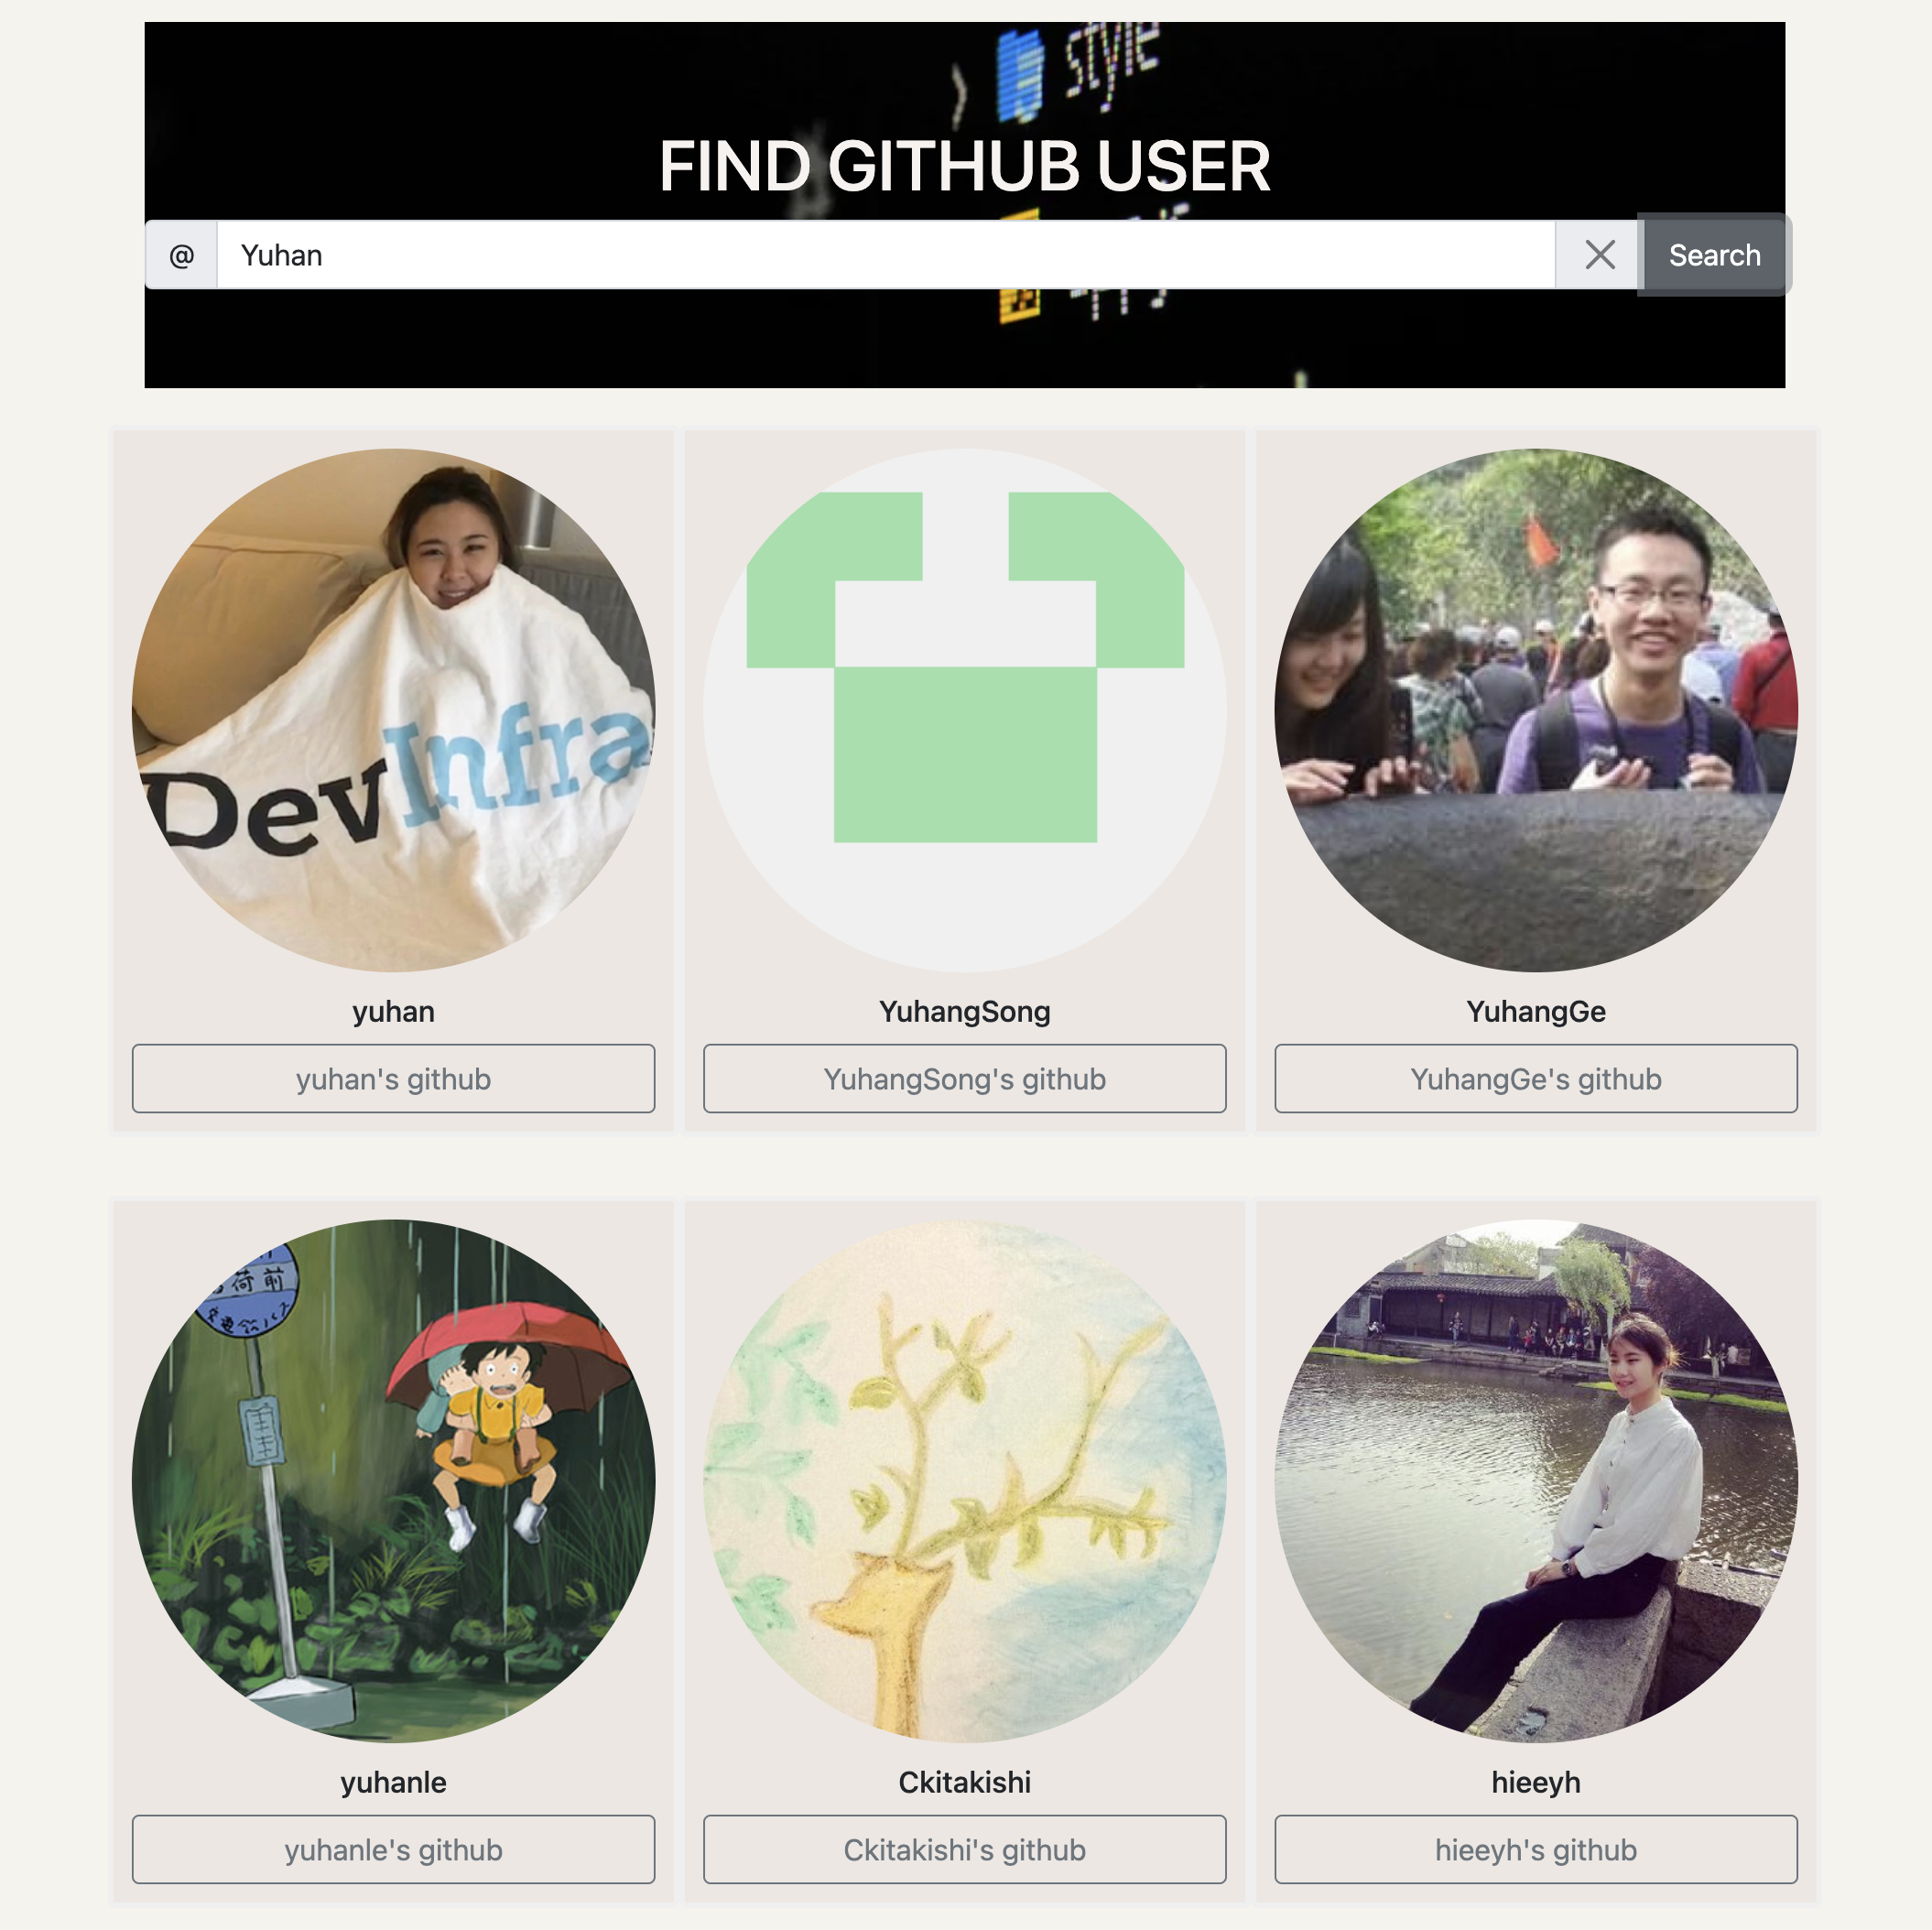 style
FIND GITHUB USER
@ Yuhan Search
DevInfra
yuhan
YuhangSong
YuhangGe
yuhan's github
YuhangSong's github
YuhangGe's github
荷前
yuhanle
Ckitakishi
hieeyh
yuhanle's github
Ckitakishi's github
hieeyh's github